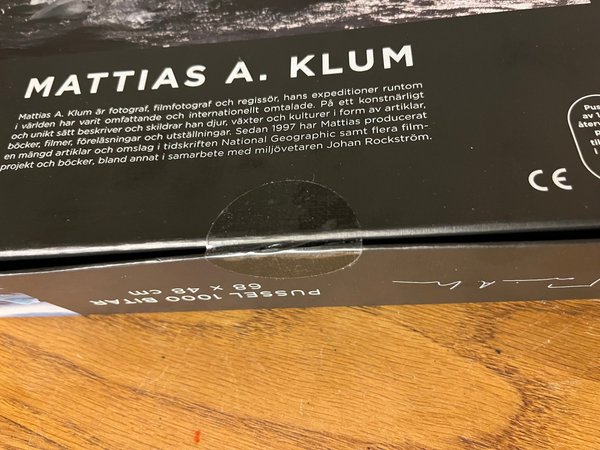 MATTIAS A. KLUM
Mattias A. Klum är fotograf, filmfotograf och regissör, hans expeditioner runtom
i världen har varit omfattande och internationellt omtalade. På ett konstnärligt
och unikt sätt beskriver och skildrar han djur, växter och kulturer i form av artiklar,
böcker, filmer, föreläsningar och utställningar. Sedan 1997 har Mattias producerat
en mängd artiklar och omslag i tidskriften National Geographic samt flera film-
projekt och böcker, bland annat i samarbete med miljövetaren Johan Rockström.
CE
PUSSEL 1000 BITAR
68 x 48 cm